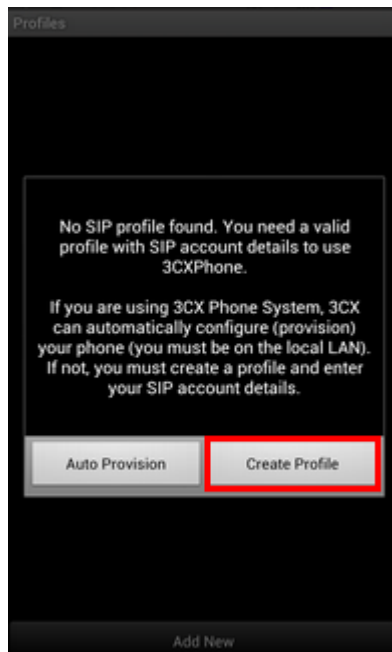 Profiles
No SIP profile found. You need a valid
profile with SIP account details to use
3CXPhone.
If you are using 3CX Phone System, 3CX
can automatically configure (provision)
your phone (you must be on the local LAN).
If not, you must create a profile and enter
your SIP account details.
Auto Provision
Create Profile
Add New